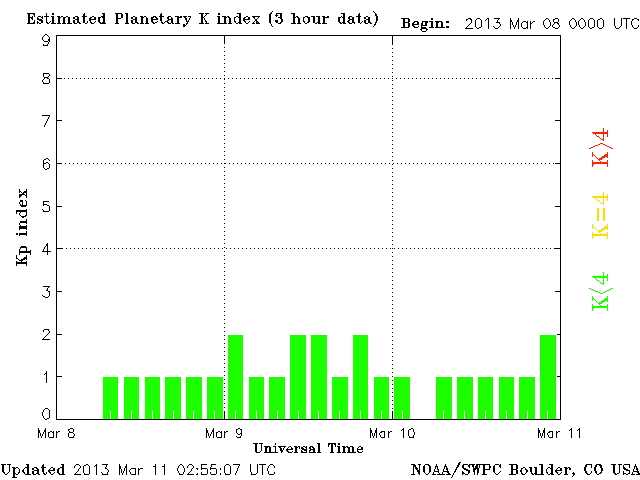 Estimated Planetary K index (3 hour data) Begin: 2013 Mar 08 0000 UTC
9
8
7
6
5
4
3
2
1
0
Kp index
K>4
K=4
K<4
Mar 8 Mar 9 Mar 10 Mar 11
Universal Time
Updated 2013 Mar 11 02:55:07 UTC NOAA/SWPC Boulder, CO USA